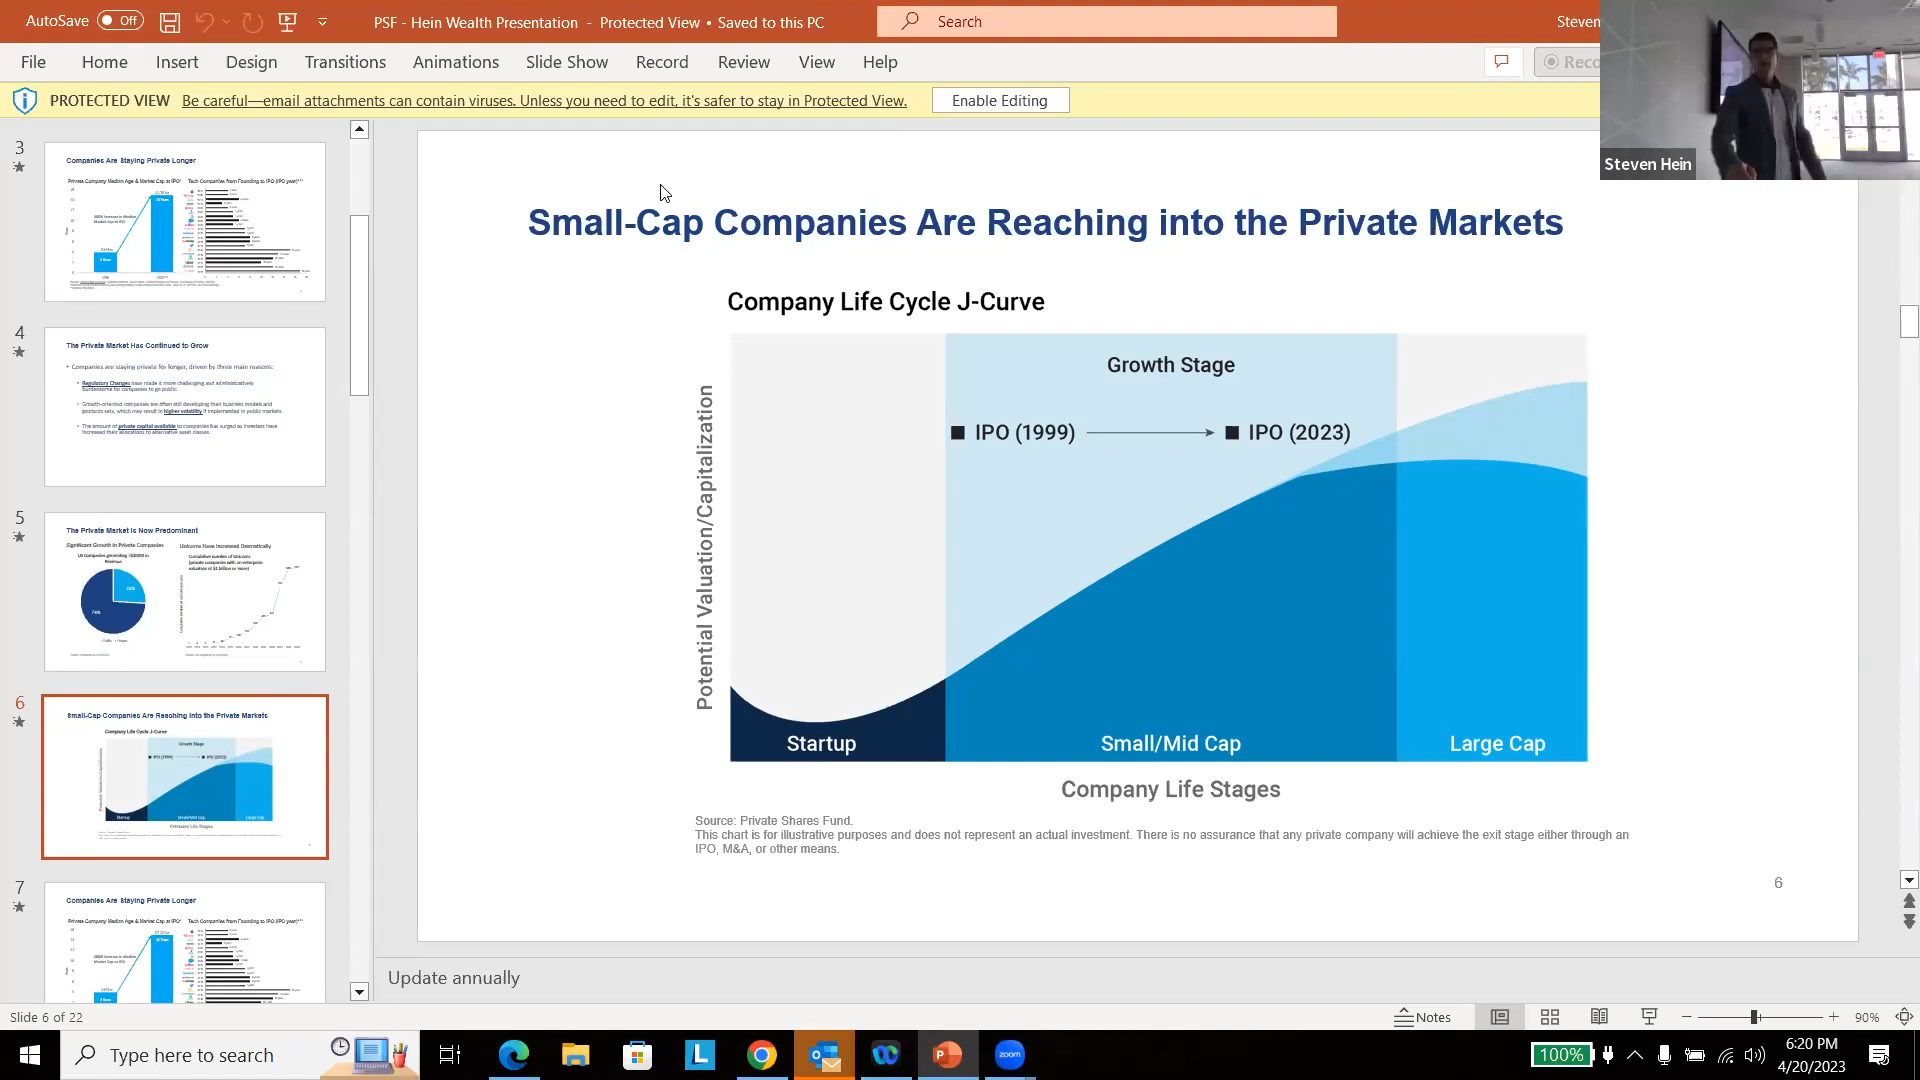 AutoSave Off
PSF - Hein Wealth Presentation - Protected View • Saved to this PC
Search
Steven
File Home Insert Design Transitions Animations Slide Show Record Review View Help
Reco
PROTECTED VIEW Be careful—email attachments can contain viruses. Unless you need to edit, it's safer to stay in Protected View. Enable Editing
Steven Hein
3
Companies Are Staying Private Longer
Private Company Median Age & Market Cap at IPO
Tech Companies from Founding to IPO (IPO year)
4
The Private Market Has Continued to Grow
• Companies are staying private for longer, driven by three main reasons:
• Regulatory Changes have made it more challenging and administratively
burdensome for companies to go public.
• Growth-oriented companies are often still developing their business models and
products sets, which may result in higher volatility if implemented in public markets.
• The amount of private capital available to companies has surged as investors have
increased their allocations to alternative asset classes.
5
The Private Market is Now Predominant
Significant Growth in Private Companies
Unicorns Have Increased Dramatically
Cumulative number of Unicorns
(private companies with an enterprise
valuation of $1 billion or more)
6
Small-Cap Companies Are Reaching into the Private Markets
Company Life Cycle J-Curve
Growth Stage
IPO (1999)
IPO (2023)
Startup
Small/Mid Cap
Large Cap
Company Life Stages
7
Companies Are Staying Private Longer
Private Company Median Age & Market Cap at IPO
Tech Companies from Founding to IPO (IPO year)
Small-Cap Companies Are Reaching into the Private Markets
Company Life Cycle J-Curve
Growth Stage
IPO (1999)
IPO (2023)
Potential Valuation/Capitalization
Startup
Small/Mid Cap
Large Cap
Company Life Stages
Source: Private Shares Fund.
This chart is for illustrative purposes and does not represent an actual investment. There is no assurance that any private company will achieve the exit stage either through an
IPO, M&A, or other means.
6
Update annually
Slide 6 of 22
Notes
90%
Type here to search
L
zoom
100%
6:20 PM
4/20/2023